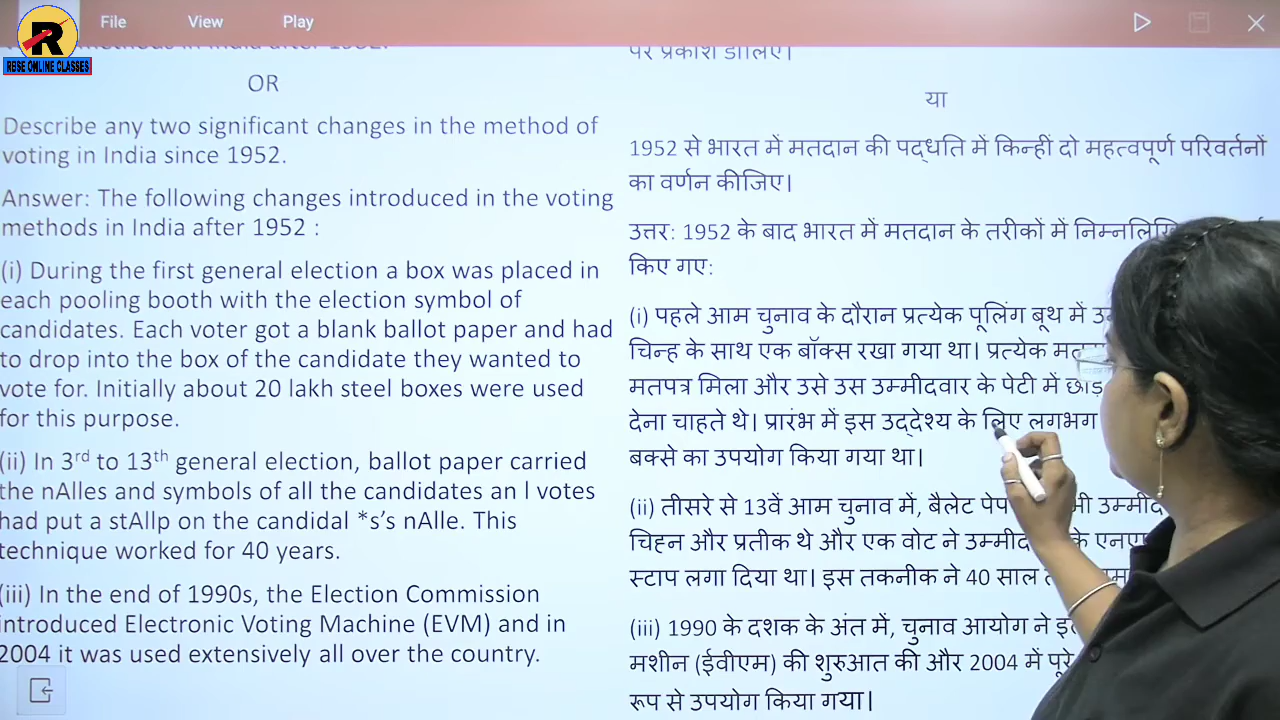 R
RBSE ONLINE CLASSES
File View Play
methods in India after 1952.
OR
Describe any two significant changes in the method of
voting in India since 1952.
Answer: The following changes introduced in the voting
methods in India after 1952 :
(i) During the first general election a box was placed in
each pooling booth with the election symbol of
candidates. Each voter got a blank ballot paper and had
to drop into the box of the candidate they wanted to
vote for. Initially about 20 lakh steel boxes were used
for this purpose.
(ii) In 3rd to 13th general election, ballot paper carried
the nAlles and symbols of all the candidates an l votes
had put a stAllp on the candidal *s’s nAlle. This
technique worked for 40 years.
(iii) In the end of 1990s, the Election Commission
introduced Electronic Voting Machine (EVM) and in
2004 it was used extensively all over the country.
पर प्रकाश डालिए।
या
1952 से भारत में मतदान की पद्धति में किन्हीं दो महत्वपूर्ण परिवर्तनों
का वर्णन कीजिए।
उत्तर: 1952 के बाद भारत में मतदान के तरीकों में
किए गए:
(i) पहले आम चुनाव के दौरान प्रत्येक पूलिंग बूथ में
चिन्ह के साथ एक बॉक्स रखा गया था। प्रत्येक
मतपत्र मिला और उसे उस उम्मीदवार के पेटी में
देना चाहते थे। प्रारंभ में इस उद्देश्य के लिए लगभग
बक्से का उपयोग किया गया था।
(ii) तीसरे से 13वें आम चुनाव में, बैलेट
चिह्न और प्रतीक थे और एक वोट ने के
स्टाप लगा दिया था। इस तकनीक ने 40 साल
(iii) 1990 के दशक के अंत में, चुनाव आयोग ने
मशीन (ईवीएम) की शुरुआत की और 2004 में पूरे
रूप से उपयोग किया गया।